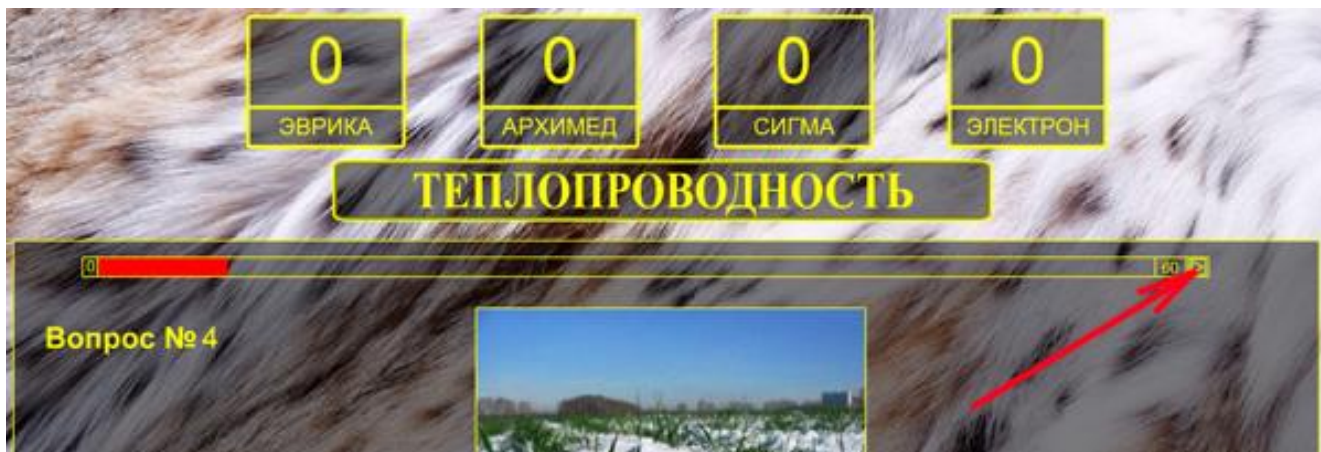 0 0 0 0
ЭВРИКА АРХИМЕД СИГМА ЭЛЕКТРОН
ТЕПЛОПРОВОДНОСТЬ
0 60 >
Вопрос № 4